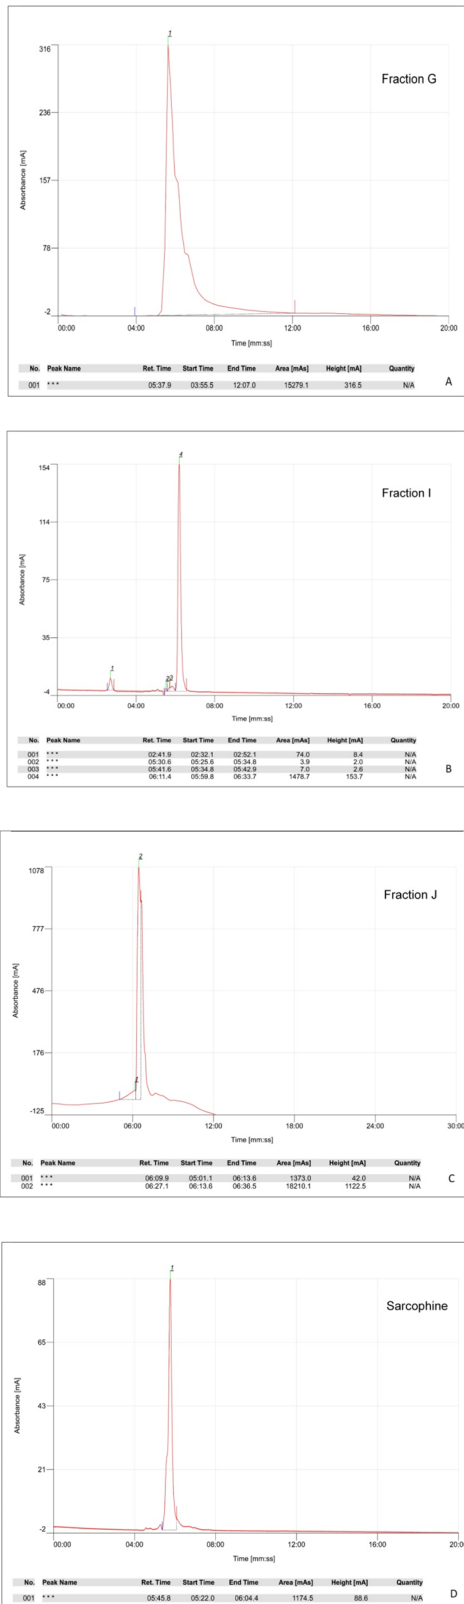 1
316
Fraction G
236
Absorbance [mA]
157
78
-2
00:00 04:00 08:00 12:00 16:00 20:00
Time [mm:ss]
No. Peak Name Ret. Time Start Time End Time Area [mAs] Height [mA] Quantity
001 *** 05:37.9 03:55.5 12:07.0 15279.1 316.5 N/A
A
4
154
Fraction I
114
Absorbance [mA]
75
35
1
2 3
-4
00:00 04:00 08:00 12:00 16:00 20:00
Time [mm:ss]
No. Peak Name Ret. Time Start Time End Time Area [mAs] Height [mA] Quantity
001 *** 02:41.9 02:32.1 02:52.1 74.0 8.4 N/A
002 *** 05:30.6 05:25.6 05:34.8 3.9 2.0 N/A
003 *** 05:41.6 05:34.8 05:42.9 7.0 2.6 N/A
004 *** 06:11.4 05:59.8 06:33.7 1478.7 153.7 N/A
B
2
1078
Fraction J
777
Absorbance [mA]
476
176
1
-125
00:00 06:00 12:00 18:00 24:00 30:00
Time [mm:ss]
No. Peak Name Ret. Time Start Time End Time Area [mAs] Height [mA] Quantity
001 *** 06:09.9 05:01.1 06:13.6 1373.0 42.0 N/A
002 *** 06:27.1 06:13.6 06:36.5 18210.1 1122.5 N/A
C
1
88
Sarcophine
65
Absorbance [mA]
43
21
-2
00:00 04:00 08:00 12:00 16:00 20:00
Time [mm:ss]
No. Peak Name Ret. Time Start Time End Time Area [mAs] Height [mA] Quantity
001 *** 05:45.8 05:22.0 06:04.4 1174.5 88.6 N/A
D